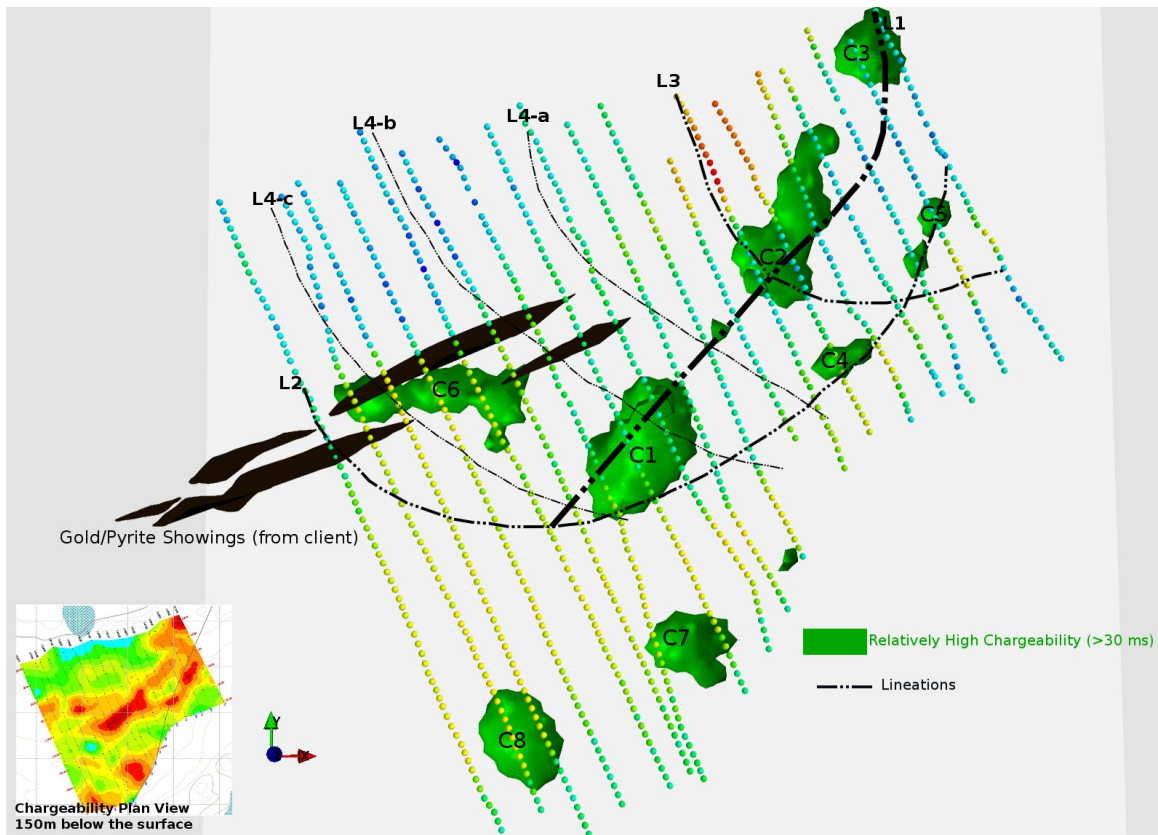 L1
C3
L3
L4-b
L4-a
L4-c
C5
C2
C4
L2
C6
C1
Gold/Pyrite Showings (from client)
C7
Relatively High Chargeability (>30 ms)
Lineations
C8
Y
X
Chargeability Plan View
150m below the surface